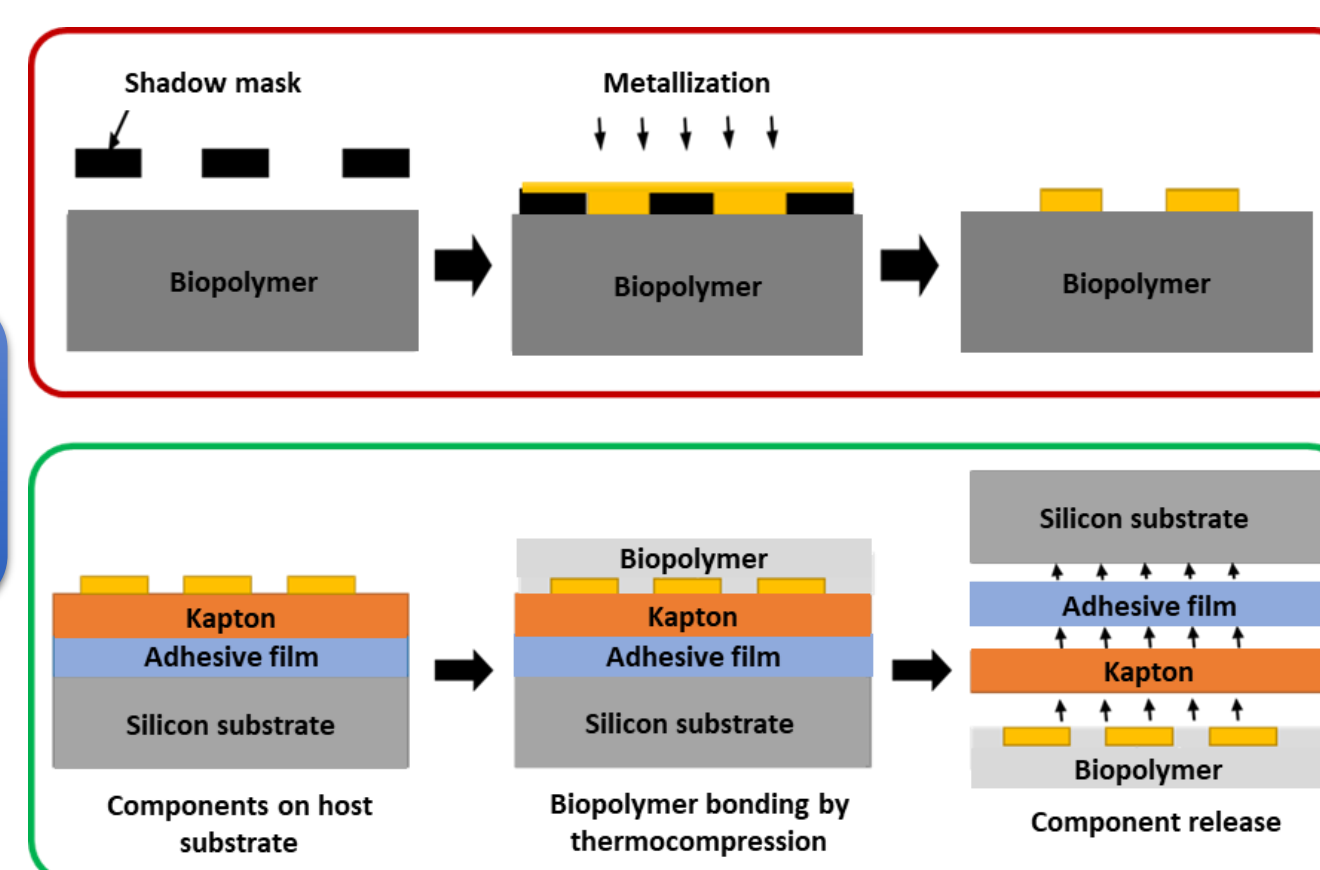 Shadow mask
Metallization
Biopolymer
Biopolymer
Biopolymer
Kapton
Adhesive film
Silicon substrate
Components on host
substrate
Biopolymer
Kapton
Adhesive film
Silicon substrate
Biopolymer bonding by
thermocompression
Silicon substrate
Adhesive film
Kapton
Biopolymer
Component release